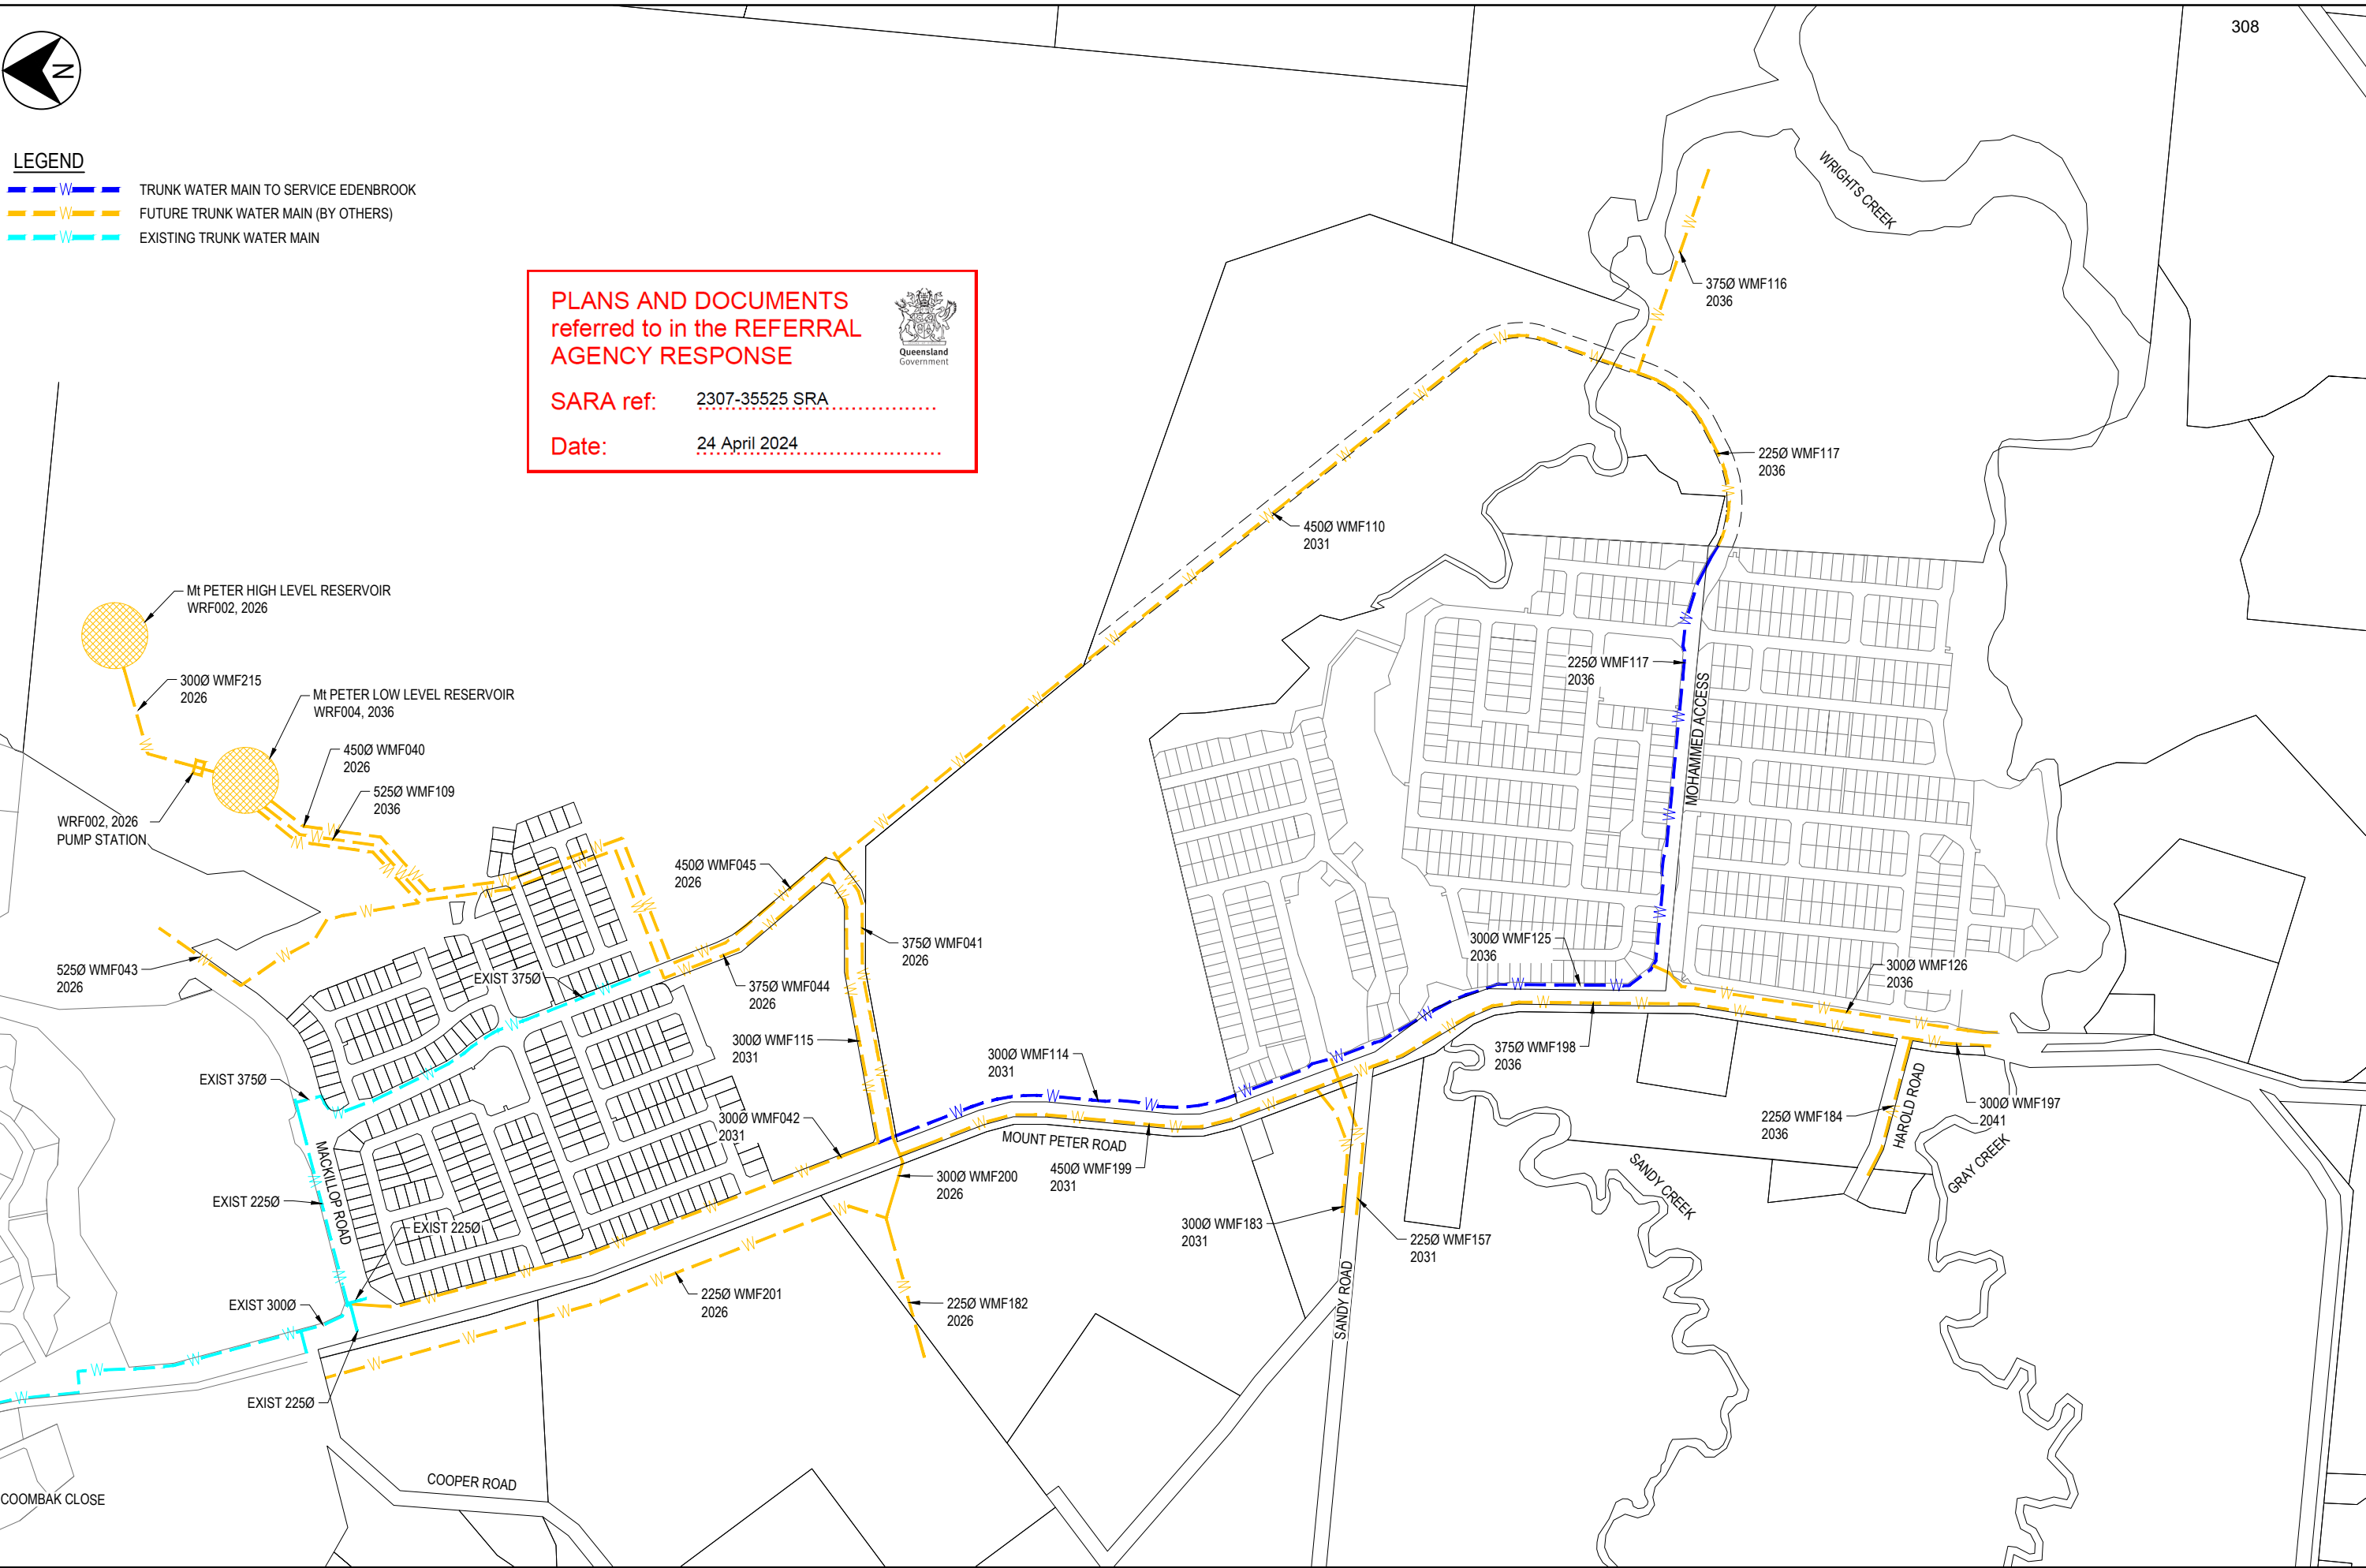 308
N
LEGEND
W TRUNK WATER MAIN TO SERVICE EDENBROOK
W FUTURE TRUNK WATER MAIN (BY OTHERS)
W EXISTING TRUNK WATER MAIN
PLANS AND DOCUMENTS
referred to in the REFERRAL
AGENCY RESPONSE
Queensland
Government
SARA ref: 2307-35525 SRA
Date: 24 April 2024
WRIGHTS CREEK
375Ø WMF116
2036
225Ø WMF117
2036
450Ø WMF110
2031
Mt PETER HIGH LEVEL RESERVOIR
WRF002, 2026
300Ø WMF215
2026
Mt PETER LOW LEVEL RESERVOIR
WRF004, 2036
450Ø WMF040
2026
525Ø WMF109
2036
WRF002, 2026
PUMP STATION
225Ø WMF117
2036
MOHAMMED ACCESS
450Ø WMF045
2026
375Ø WMF041
2026
525Ø WMF043
2026
EXIST 375Ø
375Ø WMF044
2026
300Ø WMF125
2036
300Ø WMF126
2036
300Ø WMF115
2031
300Ø WMF114
2031
375Ø WMF198
2036
EXIST 375Ø
300Ø WMF042
2031
MOUNT PETER ROAD
450Ø WMF199
2031
225Ø WMF184
2036
HAROLD ROAD
300Ø WMF197
2041
GRAY CREEK
SANDY CREEK
MACKILLOP ROAD
EXIST 225Ø
EXIST 225Ø
300Ø WMF200
2026
300Ø WMF183
2031
225Ø WMF157
2031
SANDY ROAD
EXIST 300Ø
225Ø WMF201
2026
225Ø WMF182
2026
EXIST 225Ø
COOPER ROAD
COOMBAK CLOSE